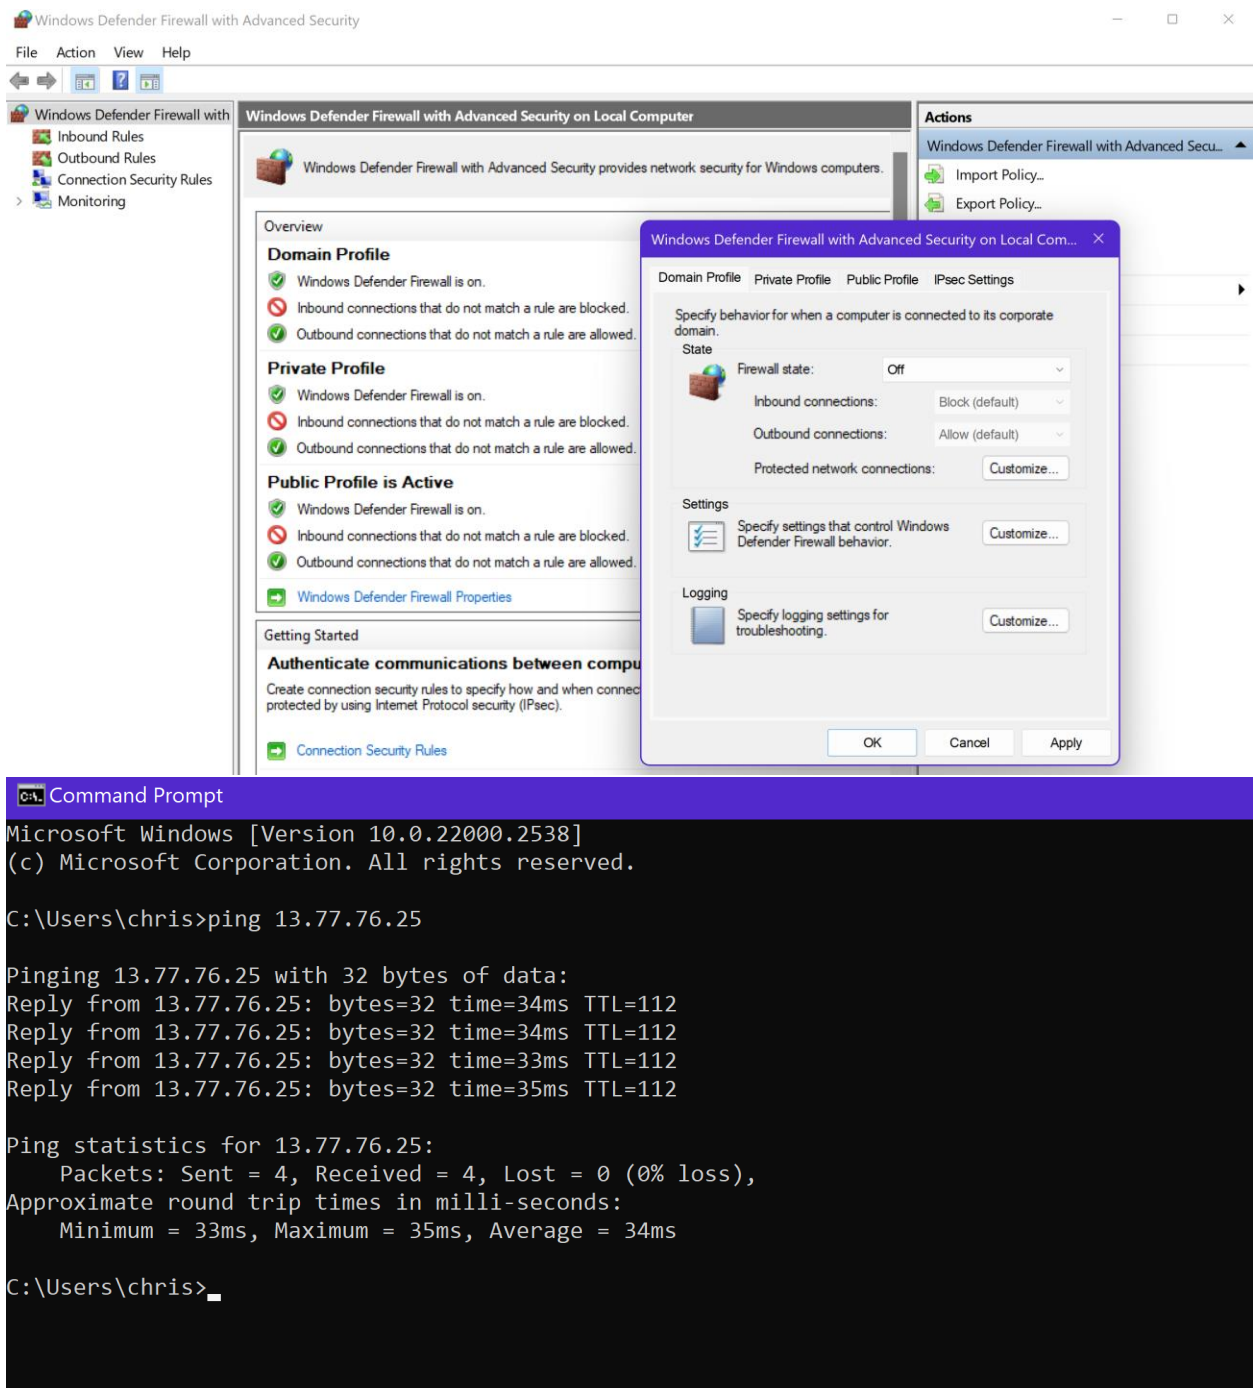 Windows Defender Firewall with Advanced Security
File Action View Help
Windows Defender Firewall with
Inbound Rules
Outbound Rules
Connection Security Rules
Monitoring
Windows Defender Firewall with Advanced Security on Local Computer
Windows Defender Firewall with Advanced Security provides network security for Windows computers.
Overview
Domain Profile
Windows Defender Firewall is on.
Inbound connections that do not match a rule are blocked.
Outbound connections that do not match a rule are allowed.
Private Profile
Windows Defender Firewall is on.
Inbound connections that do not match a rule are blocked.
Outbound connections that do not match a rule are allowed.
Public Profile is Active
Windows Defender Firewall is on.
Inbound connections that do not match a rule are blocked.
Outbound connections that do not match a rule are allowed.
Windows Defender Firewall Properties
Getting Started
Authenticate communications between compu
Create connection security rules to specify how and when connec
protected by using Internet Protocol security (IPsec).
Connection Security Rules
Actions
Windows Defender Firewall with Advanced Secu...
Import Policy...
Export Policy...
Windows Defender Firewall with Advanced Security on Local Com...
Domain Profile Private Profile Public Profile IPsec Settings
Specify behavior for when a computer is connected to its corporate
domain.
State
Firewall state: Off
Inbound connections: Block (default)
Outbound connections: Allow (default)
Protected network connections: Customize...
Settings
Specify settings that control Windows
Defender Firewall behavior.
Customize...
Logging
Specify logging settings for
troubleshooting.
Customize...
OK Cancel Apply
Command Prompt
Microsoft Windows [Version 10.0.22000.2538]
(c) Microsoft Corporation. All rights reserved.
C:\Users\chris>ping 13.77.76.25
Pinging 13.77.76.25 with 32 bytes of data:
Reply from 13.77.76.25: bytes=32 time=34ms TTL=112
Reply from 13.77.76.25: bytes=32 time=34ms TTL=112
Reply from 13.77.76.25: bytes=32 time=33ms TTL=112
Reply from 13.77.76.25: bytes=32 time=35ms TTL=112
Ping statistics for 13.77.76.25:
Packets: Sent = 4, Received = 4, Lost = 0 (0% loss),
Approximate round trip times in milli-seconds:
Minimum = 33ms, Maximum = 35ms, Average = 34ms
C:\Users\chris>